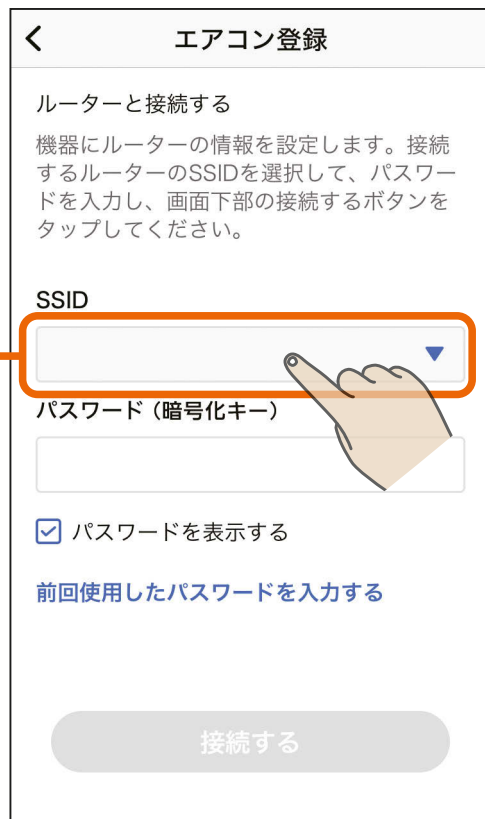 エアコン登録
ルーターと接続する
機器にルーターの情報を設定します。接続
するルーターのSSIDを選択して、パスワー
ドを入力し、画面下部の接続するボタンを
タップしてください。
SSID
パスワード（暗号化キー）
パスワードを表示する
前回使用したパスワードを入力する
接続する